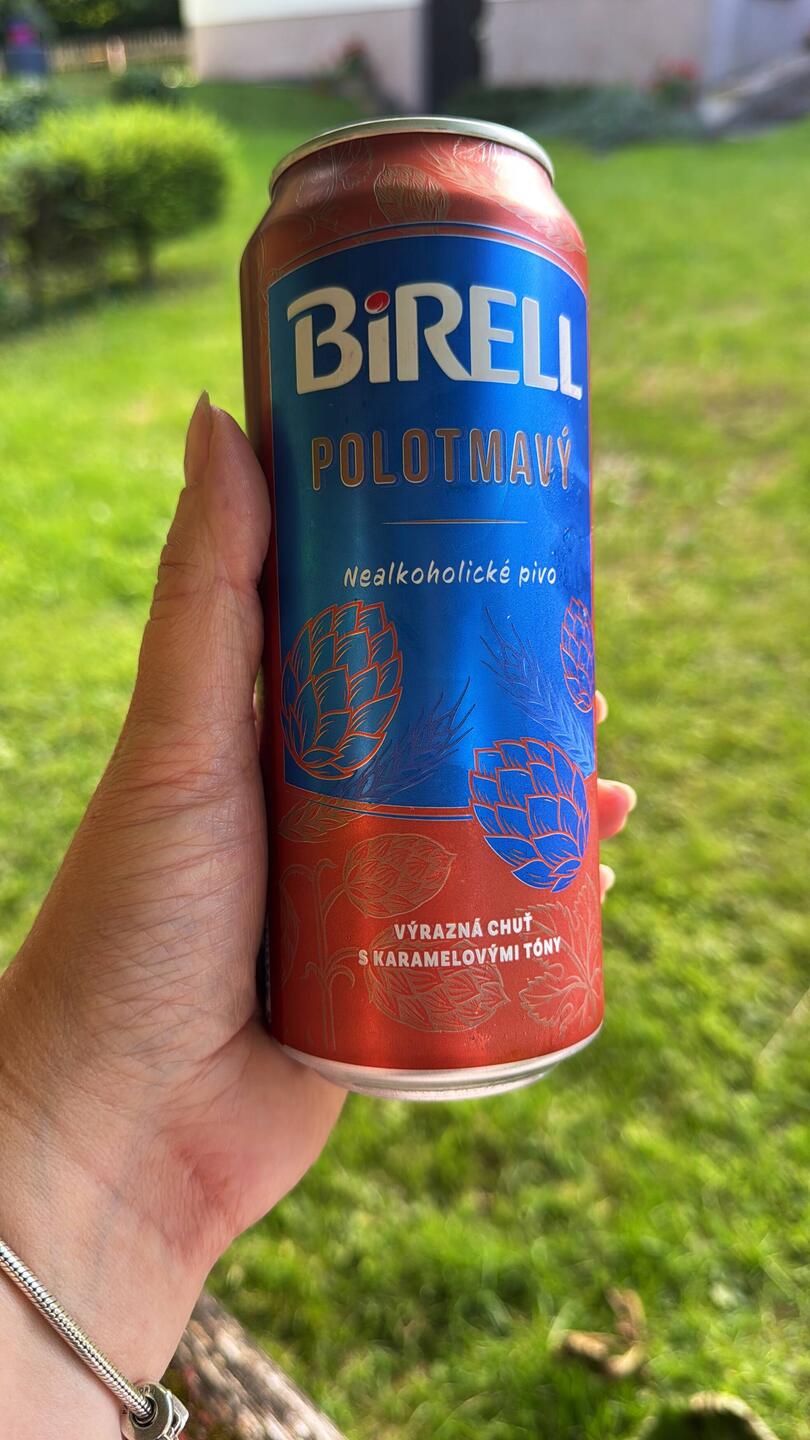 BiRELL
POLOTMAVÝ
Nealkoholické pivo
VÝRAZNÁ CHUŤ
S KARAMELOVÝMI TÓNY